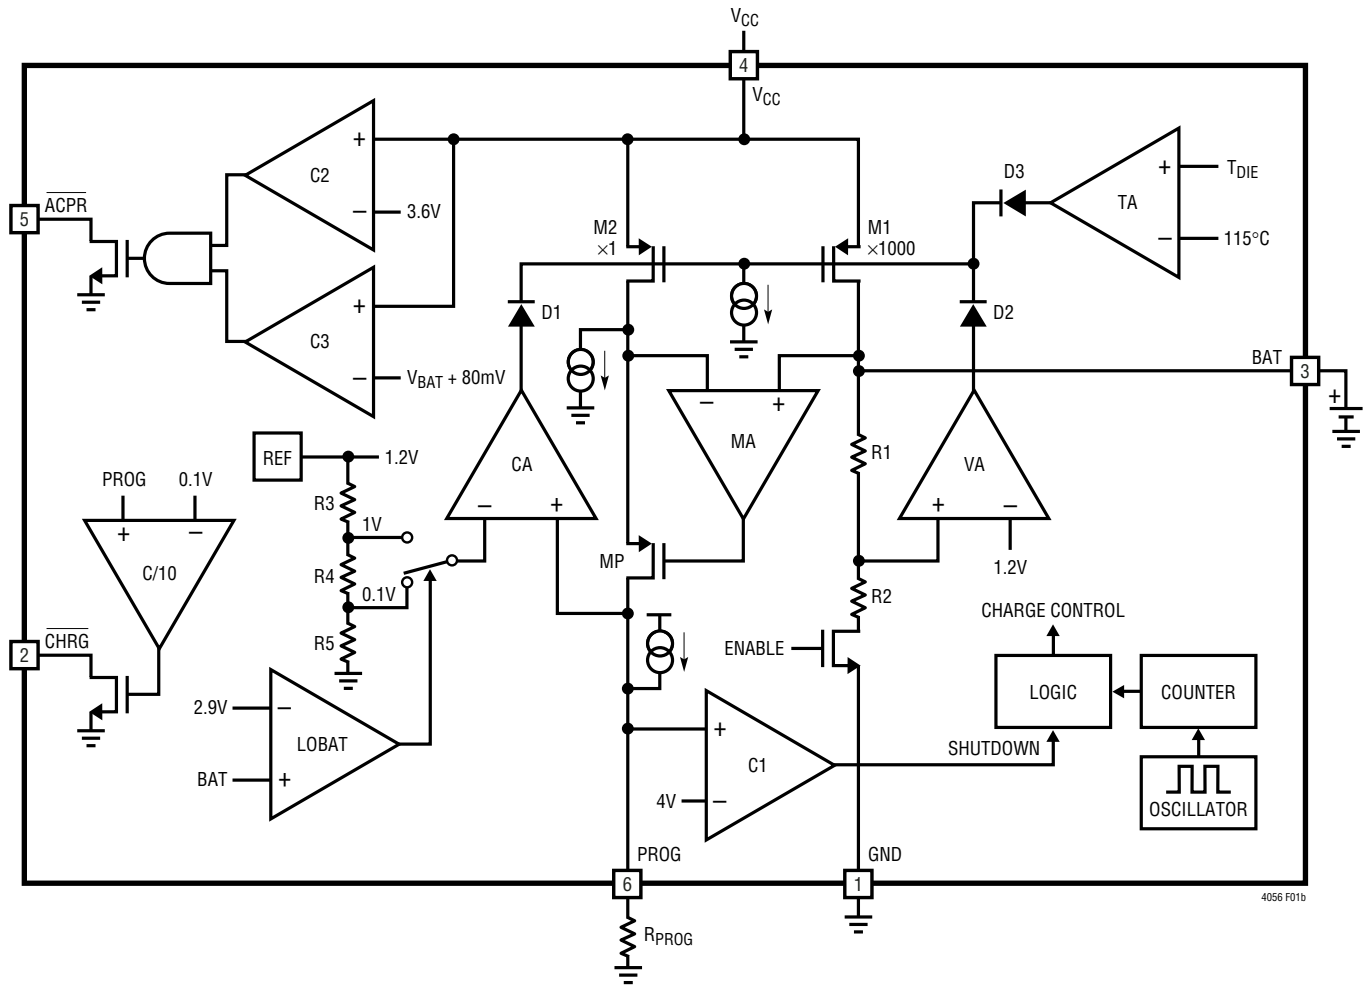 VCC
4
VCC
+
C2
−
3.6V
5
ACPR
+
C3
−
VBAT + 80mV
M2
×1
M1
×1000
D3
+
TDIE
TA
−
115°C
D1
D2
BAT
3
+
−
+
MA
REF
1.2V
R3
1V
R4
0.1V
R5
CA
−
+
R1
VA
+
−
1.2V
PROG
0.1V
+
−
C/10
2
CHRG
MP
R2
ENABLE
2.9V
−
LOBAT
BAT
+
CHARGE CONTROL
LOGIC
COUNTER
SHUTDOWN
OSCILLATOR
+
C1
4V
−
PROG
6
GND
1
RPROG
4056 F01b